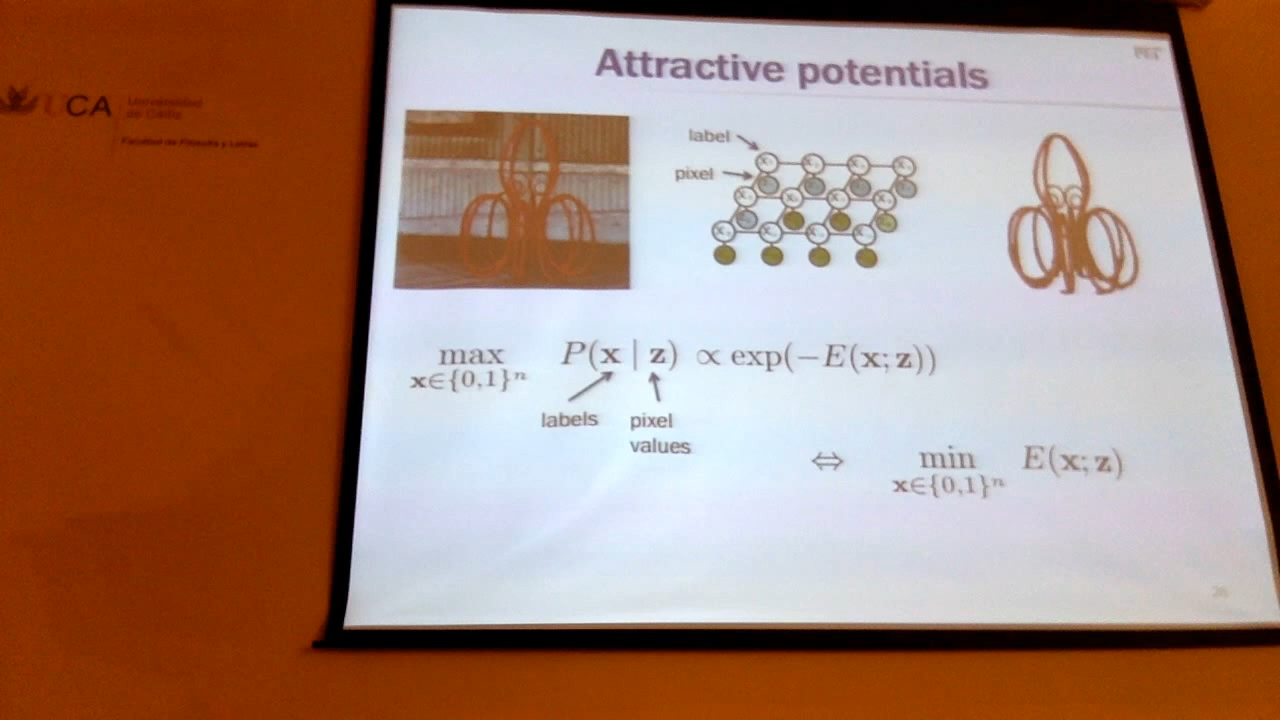 Attractive potentials
UCA
Universidad
de Cádiz
Facultad de Filosofía y Letras
label
pixel
max P(x | z) ∝ exp(−E(x; z))
x∈{0,1}ⁿ
labels pixel
values
⇔ min E(x; z)
x∈{0,1}ⁿ